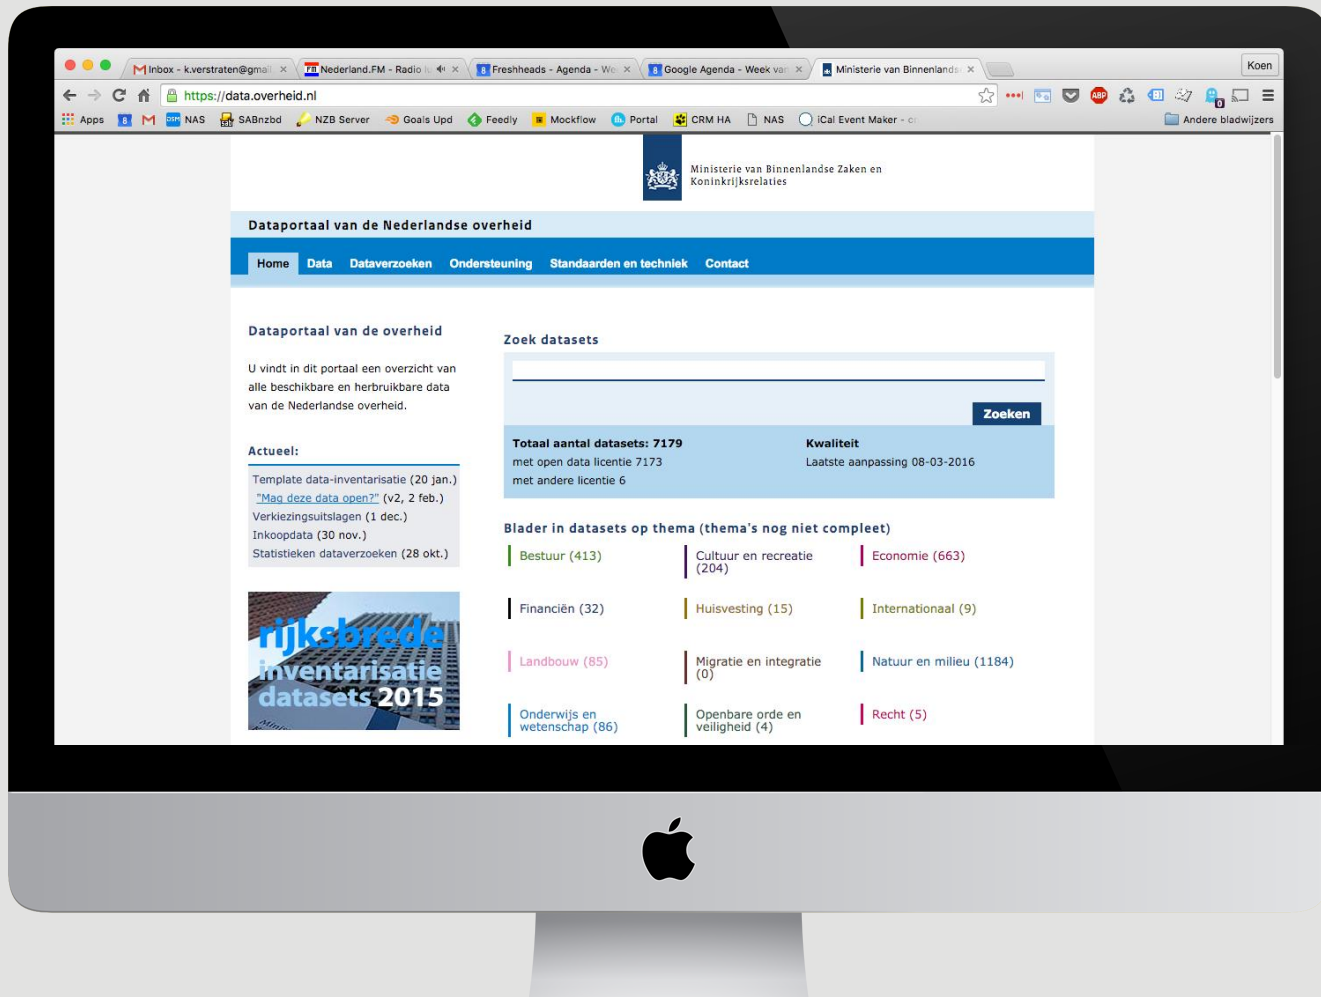 Inbox - k.verstraten@gmail
Nederland.FM - Radio lu
Freshheads - Agenda - We
Google Agenda - Week van
Ministerie van Binnenlands
Koen
https://data.overheid.nl
ABP
0
Apps
8
NAS
SABnzbd
NZB Server
Goals Upd
Feedly
Mockflow
Portal
CRM HA
NAS
iCal Event Maker - c
Andere bladwijzers
Ministerie van Binnenlandse Zaken en
Koninkrijksrelaties
Dataportaal van de Nederlandse overheid
Home Data Dataverzoeken Ondersteuning Standaarden en techniek Contact
Dataportaal van de overheid
U vindt in dit portaal een overzicht van
alle beschikbare en herbruikbare data
van de Nederlandse overheid.
Actueel:
Template data-inventarisatie (20 jan.)
"Mag deze data open?" (v2, 2 feb.)
Verkiezingsuitslagen (1 dec.)
Inkoopdata (30 nov.)
Statistieken dataverzoeken (28 okt.)
rijksbrede
inventarisatie
datasets 2015
Zoek datasets
Zoeken
Totaal aantal datasets: 7179
met open data licentie 7173
met andere licentie 6
Kwaliteit
Laatste aanpassing 08-03-2016
Blader in datasets op thema (thema's nog niet compleet)
Bestuur (413)
Cultuur en recreatie
(204)
Economie (663)
Financiën (32)
Huisvesting (15)
Internationaal (9)
Landbouw (85)
Migratie en integratie
(0)
Natuur en milieu (1184)
Onderwijs en
wetenschap (86)
Openbare orde en
veiligheid (4)
Recht (5)